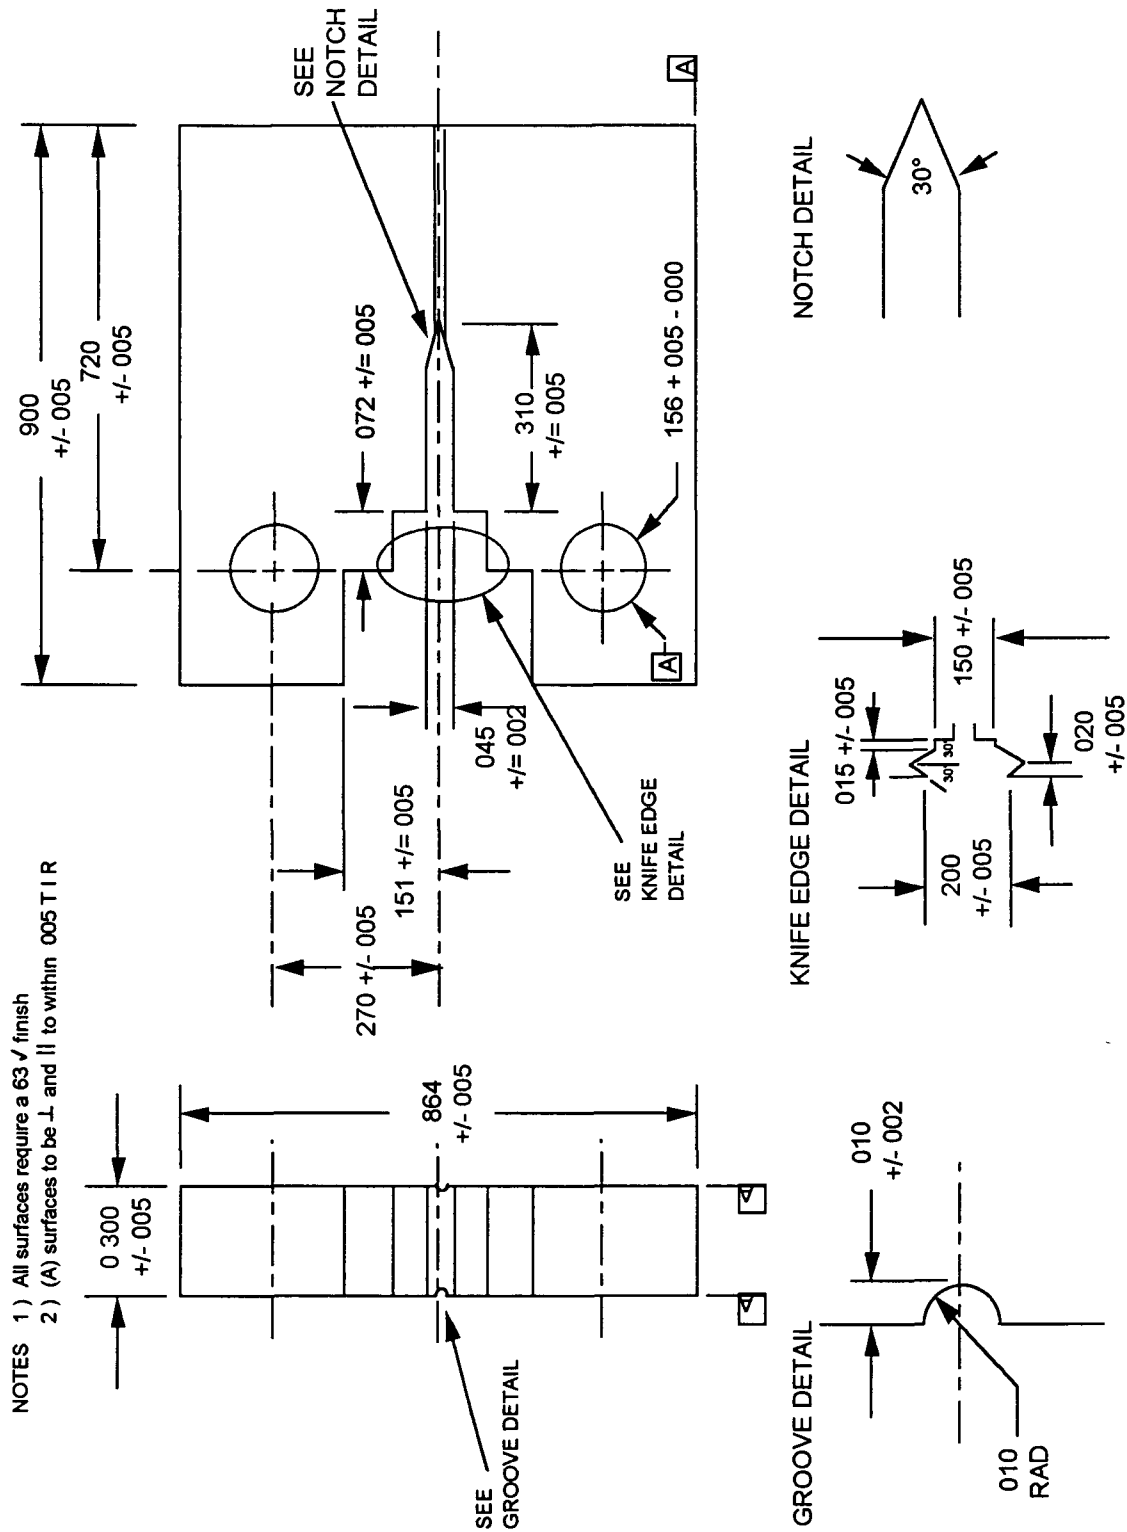 NOTES 1 ) All surfaces require a 63 √ finish
2 ) (A) surfaces to be ⊥ and || to within 005 T I R
0 300
+/- 005
864
+/- 005
SEE
GROOVE DETAIL
A
A
900
+/- 005
720
+/- 005
SEE
NOTCH
DETAIL
072 +/= 005
310
+/= 005
156 + 005 - 000
A
A
045
+/= 002
151 +/= 005
270 +/- 005
SEE
KNIFE EDGE
DETAIL
GROOVE DETAIL
010
+/- 002
010
RAD
KNIFE EDGE DETAIL
015 +/- 005
150 +/- 005
30°
30°
200
+/- 005
020
+/- 005
NOTCH DETAIL
30°